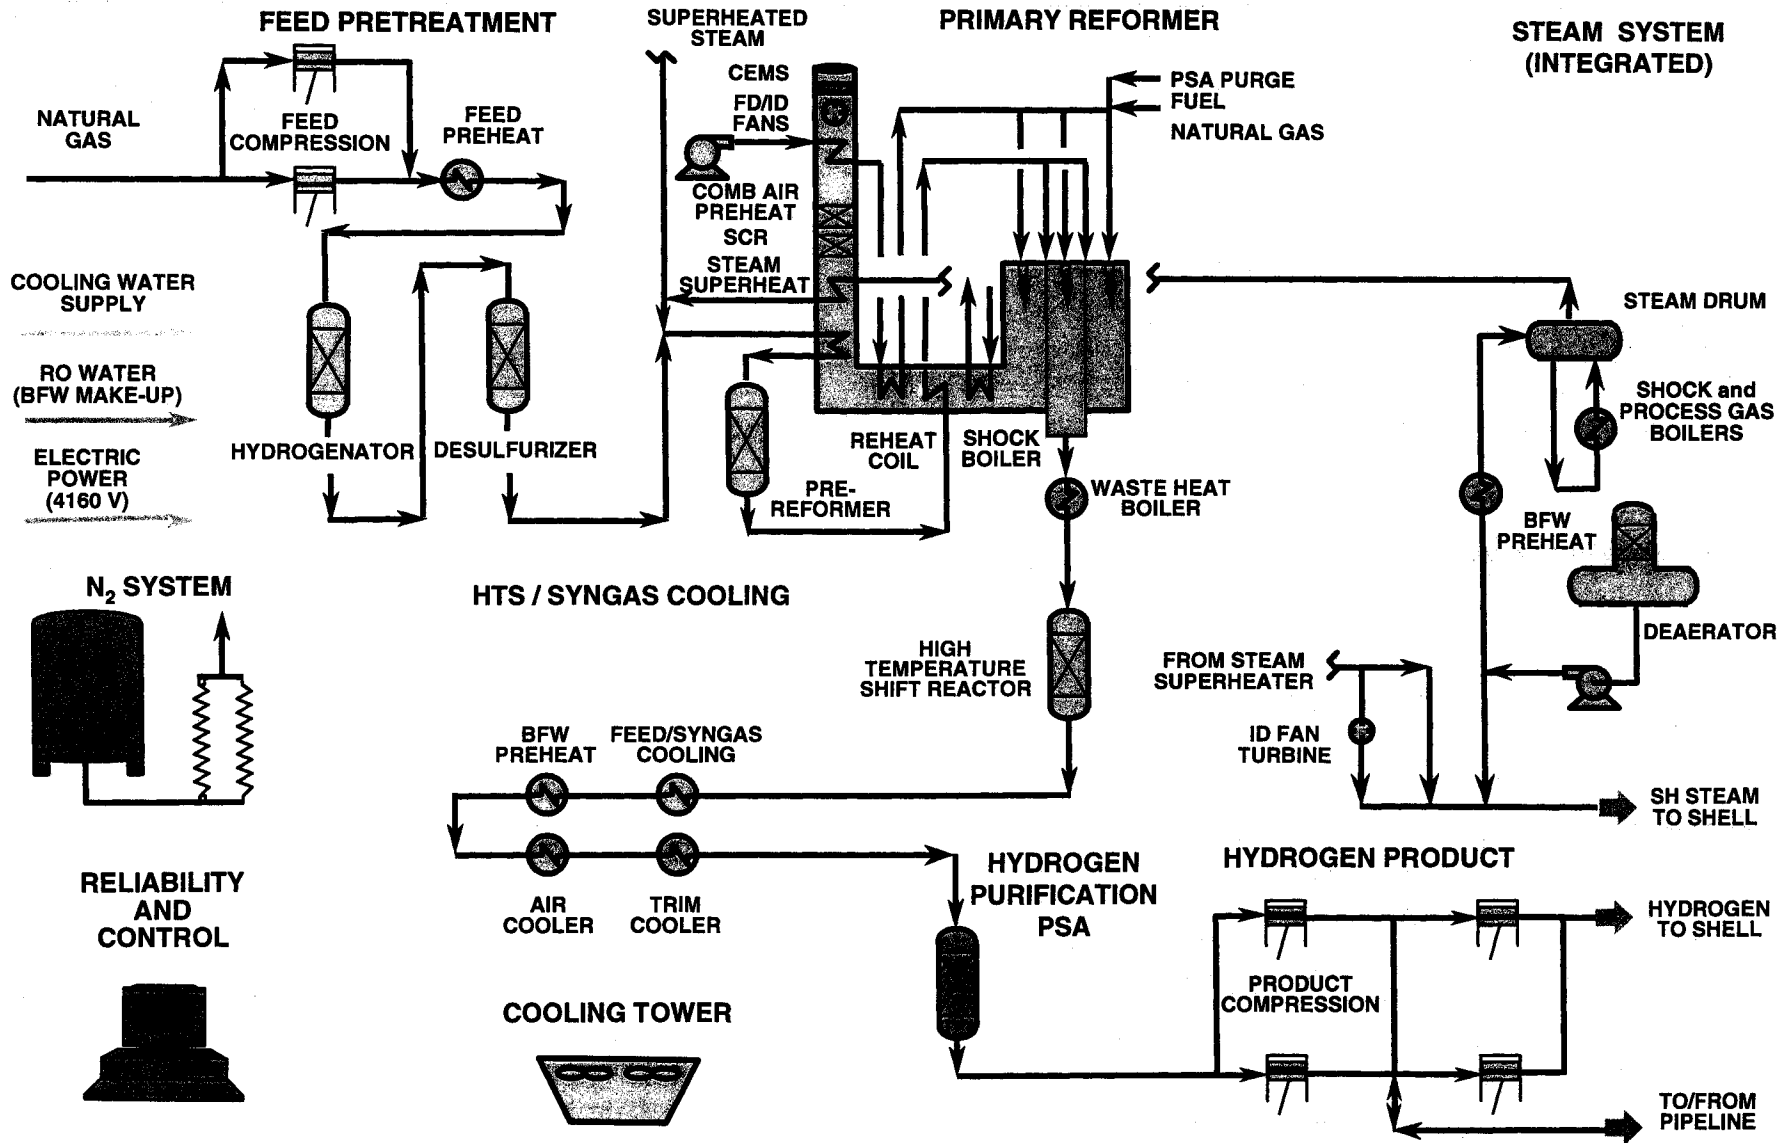 FEED PRETREATMENT
SUPERHEATED
STEAM
PRIMARY REFORMER
STEAM SYSTEM
(INTEGRATED)
NATURAL
GAS
FEED
COMPRESSION
FEED
PREHEAT
CEMS
FD/ID
FANS
PSA PURGE
FUEL
NATURAL GAS
COMB AIR
PREHEAT
SCR
STEAM
SUPERHEAT
COOLING WATER
SUPPLY
RO WATER
(BFW MAKE-UP)
ELECTRIC
POWER
(4160 V)
HYDROGENATOR
DESULFURIZER
PRE-
REFORMER
REHEAT
COIL
SHOCK
BOILER
WASTE HEAT
BOILER
STEAM DRUM
SHOCK and
PROCESS GAS
BOILERS
BFW
PREHEAT
DEAERATOR
N2 SYSTEM
HTS / SYNGAS COOLING
HIGH
TEMPERATURE
SHIFT REACTOR
FROM STEAM
SUPERHEATER
ID FAN
TURBINE
SH STEAM
TO SHELL
BFW
PREHEAT
FEED/SYNGAS
COOLING
AIR
COOLER
TRIM
COOLER
RELIABILITY
AND
CONTROL
HYDROGEN
PURIFICATION
PSA
HYDROGEN PRODUCT
HYDROGEN
TO SHELL
PRODUCT
COMPRESSION
COOLING TOWER
TO/FROM
PIPELINE